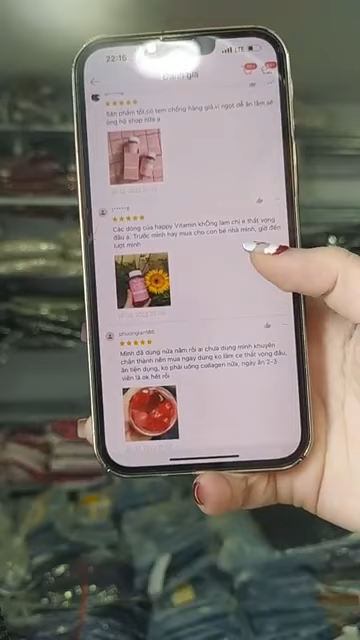 22:15
LTE
Đánh giá
Sản phẩm tốt,có tem chống hàng giả,vị ngọt dễ ăn lắm,sẽ
ủng hộ shop nữa ạ
Các dòng của happy Vitamin khÔng làm chị e thất vọng
đâu ạ. Trước mình hay mua cho con bé nhà mình, giờ đến
lượt mình
phuonganh86
Mình đã dùng nửa năm rồi ai chưa dùng mình khuyên
chân thành nên mua ngay dùng ko làm ce thất vọng đâu,
ăn tiện dụng, ko phải uống collagen nữa, ngày ăn 2-3
viên là ok hết rồi